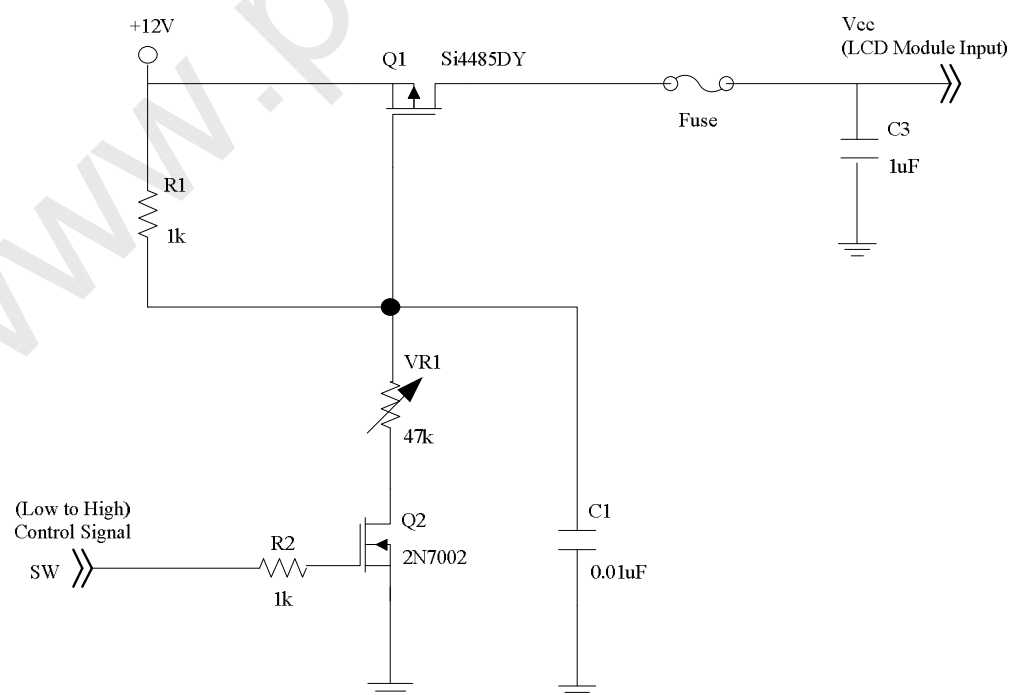 +12V
Vcc
(LCD Module Input)
Q1
Si4485DY
Fuse
C3
1uF
R1
1k
VR1
47k
(Low to High)
Control Signal
SW
R2
1k
Q2
2N7002
C1
0.01uF
www.p